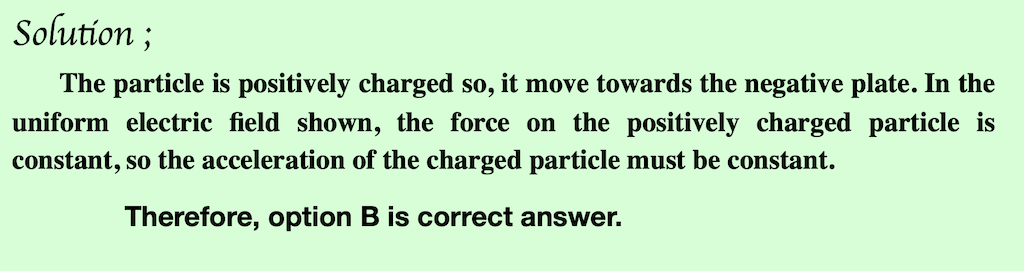 Solution ;
The particle is positively charged so, it move towards the negative plate. In the
uniform electric field shown, the force on the positively charged particle is
constant, so the acceleration of the charged particle must be constant.
Therefore, option B is correct answer.